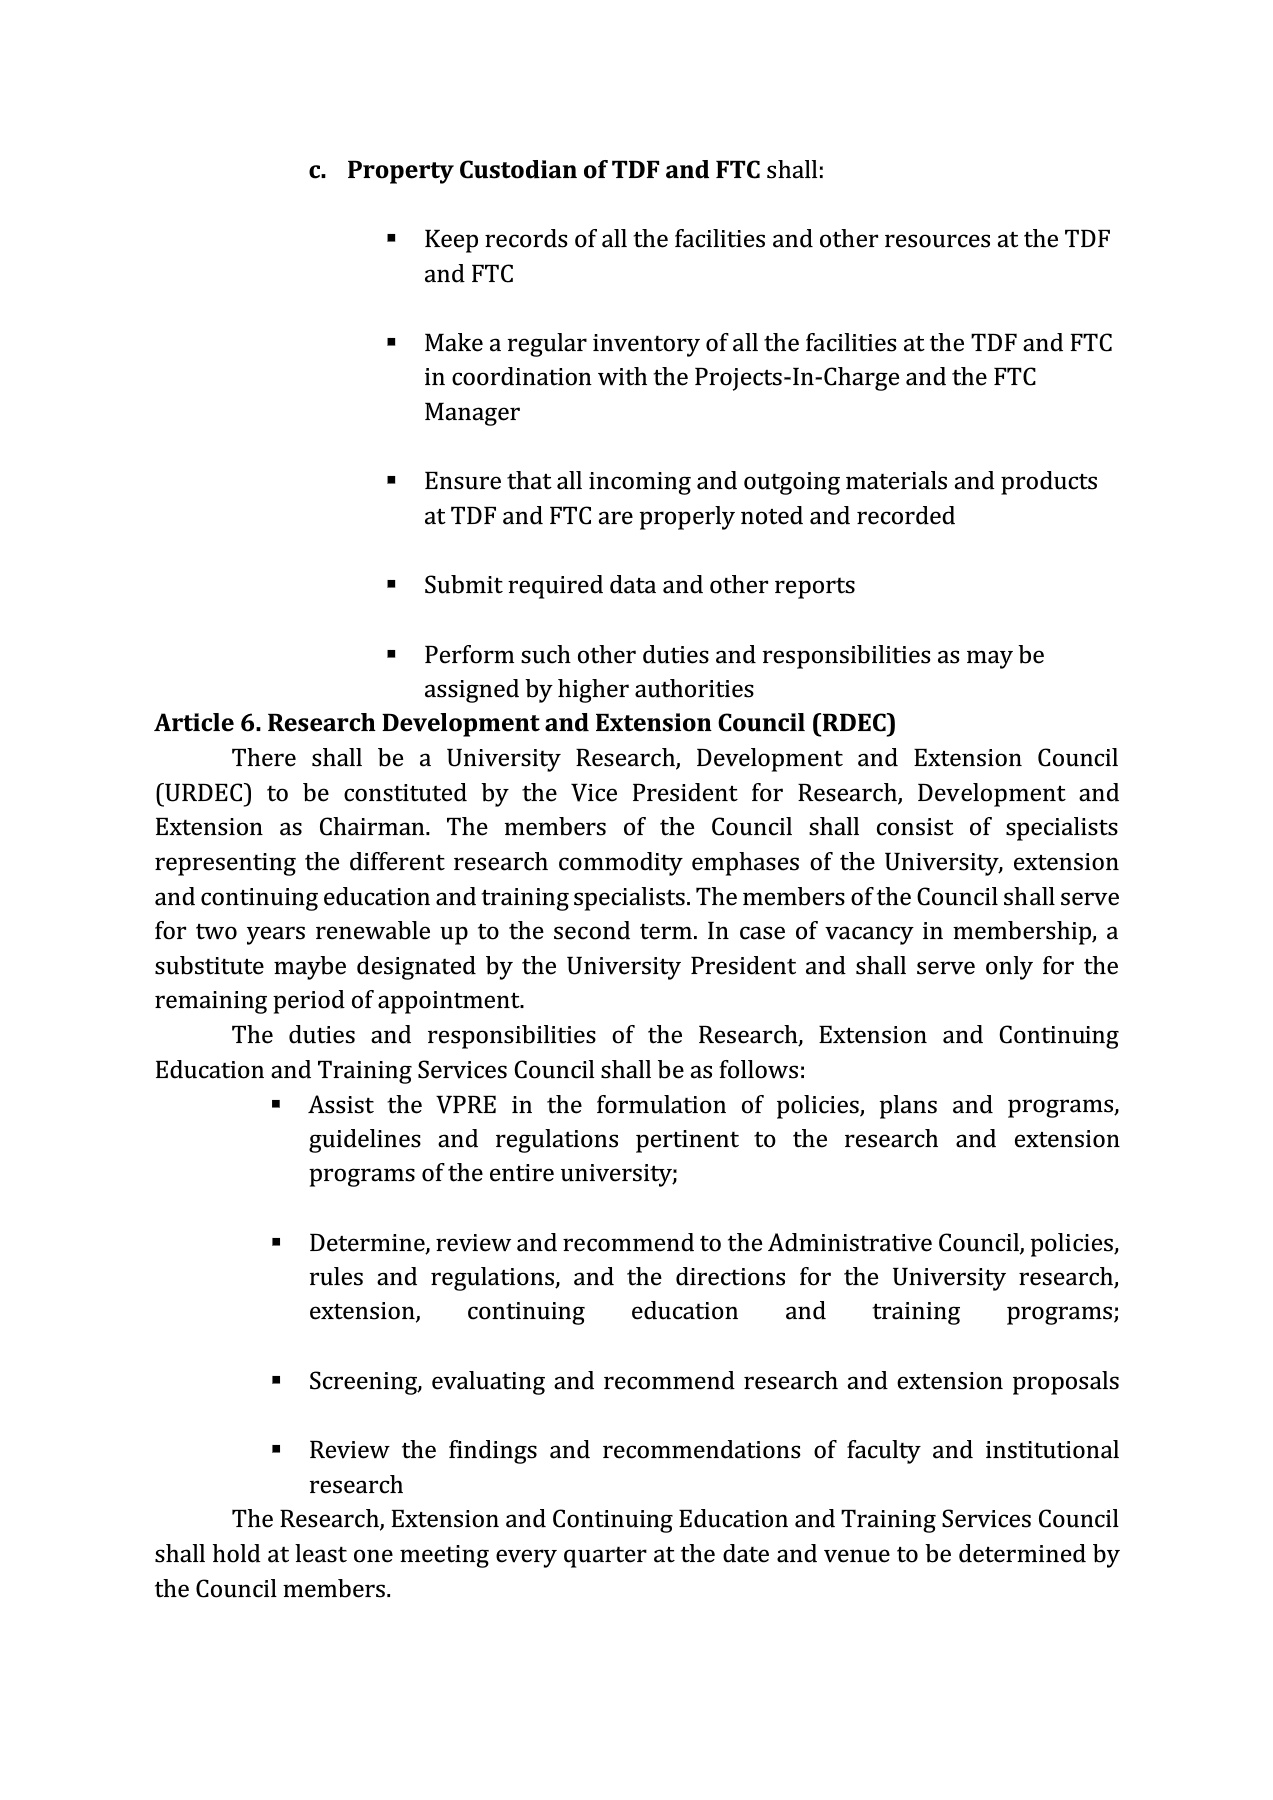 c. Property Custodian of TDF and FTC shall:
▪ Keep records of all the facilities and other resources at the TDF
and FTC
▪ Make a regular inventory of all the facilities at the TDF and FTC
in coordination with the Projects-In-Charge and the FTC
Manager
▪ Ensure that all incoming and outgoing materials and products
at TDF and FTC are properly noted and recorded
▪ Submit required data and other reports
▪ Perform such other duties and responsibilities as may be
assigned by higher authorities
Article 6. Research Development and Extension Council (RDEC)
There shall be a University Research, Development and Extension Council
(URDEC) to be constituted by the Vice President for Research, Development and
Extension as Chairman. The members of the Council shall consist of specialists
representing the different research commodity emphases of the University, extension
and continuing education and training specialists. The members of the Council shall serve
for two years renewable up to the second term. In case of vacancy in membership, a
substitute maybe designated by the University President and shall serve only for the
remaining period of appointment.
The duties and responsibilities of the Research, Extension and Continuing
Education and Training Services Council shall be as follows:
▪ Assist the VPRE in the formulation of policies, plans and programs,
guidelines and regulations pertinent to the research and extension
programs of the entire university;
▪ Determine, review and recommend to the Administrative Council, policies,
rules and regulations, and the directions for the University research,
extension, continuing education and training programs;
▪ Screening, evaluating and recommend research and extension proposals
▪ Review the findings and recommendations of faculty and institutional
research
The Research, Extension and Continuing Education and Training Services Council
shall hold at least one meeting every quarter at the date and venue to be determined by
the Council members.